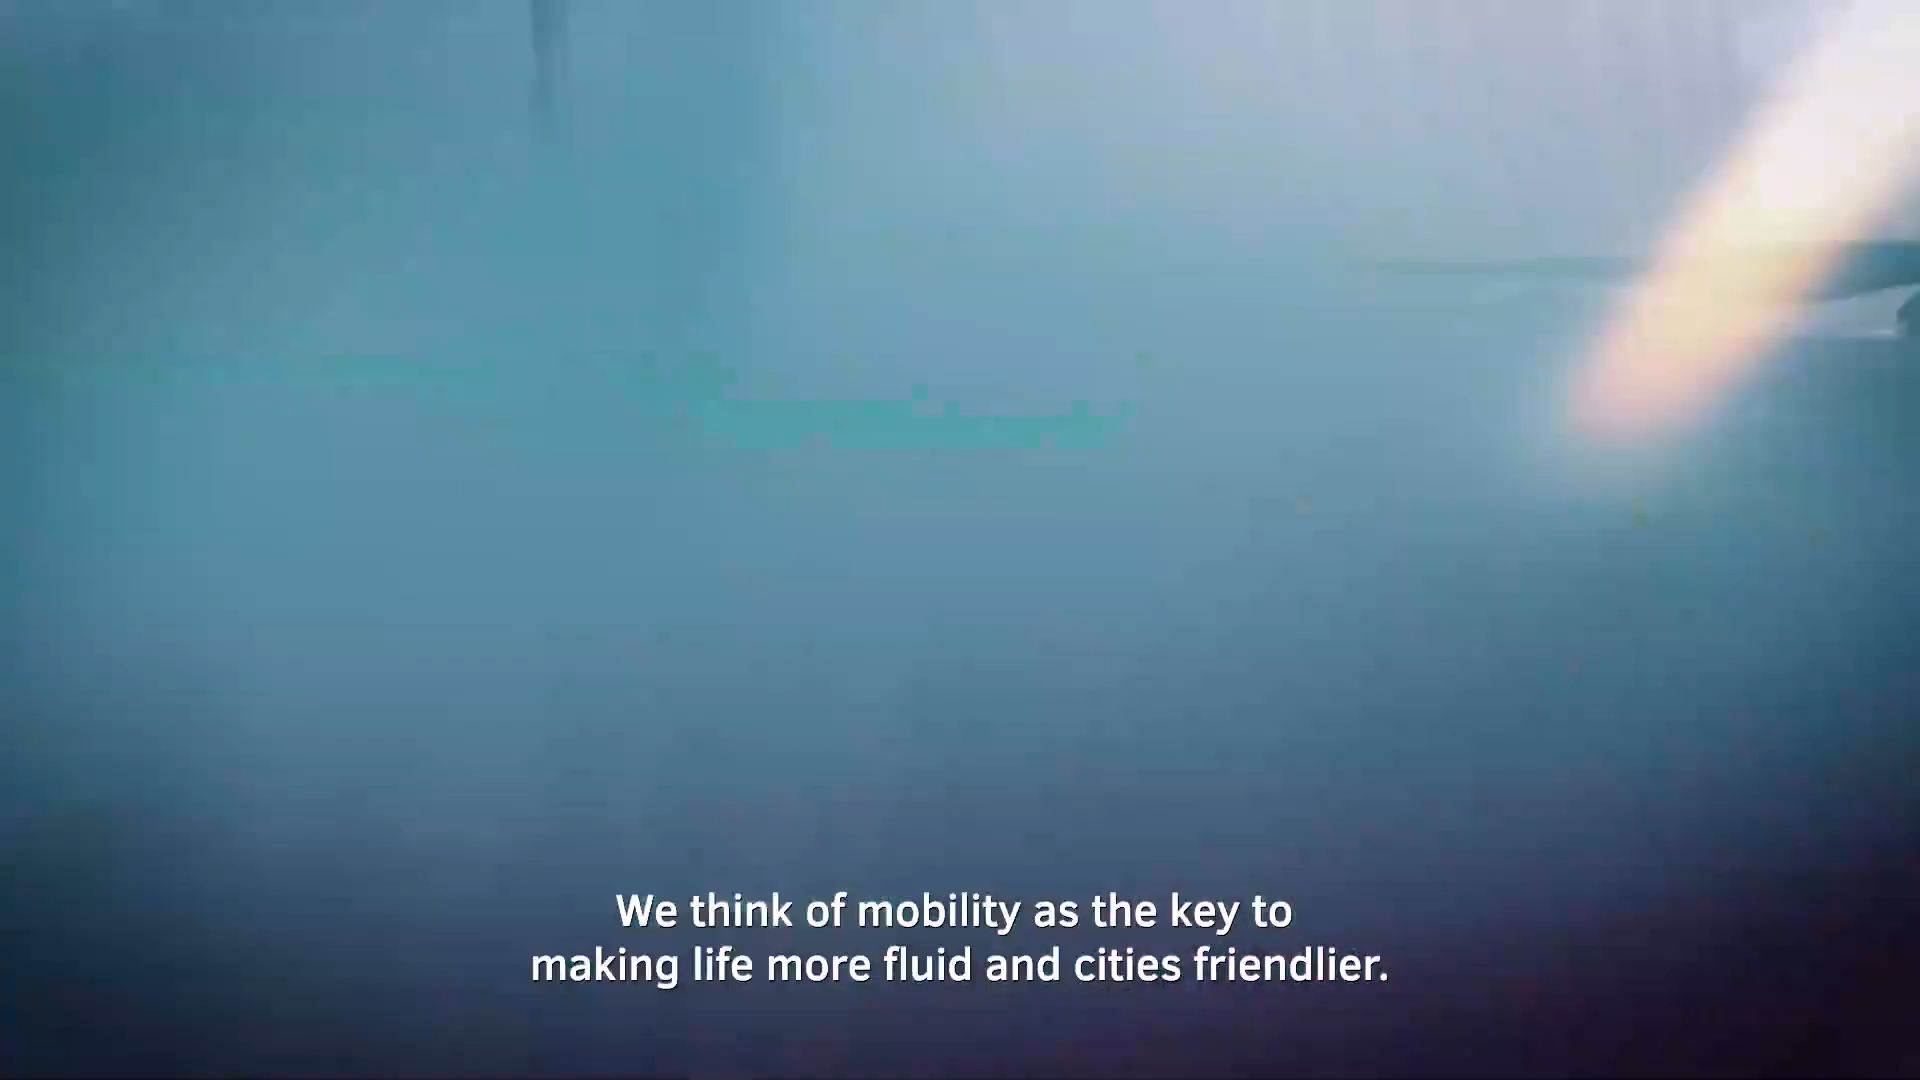 We think of mobility as the key to
making life more fluid and cities friendlier.